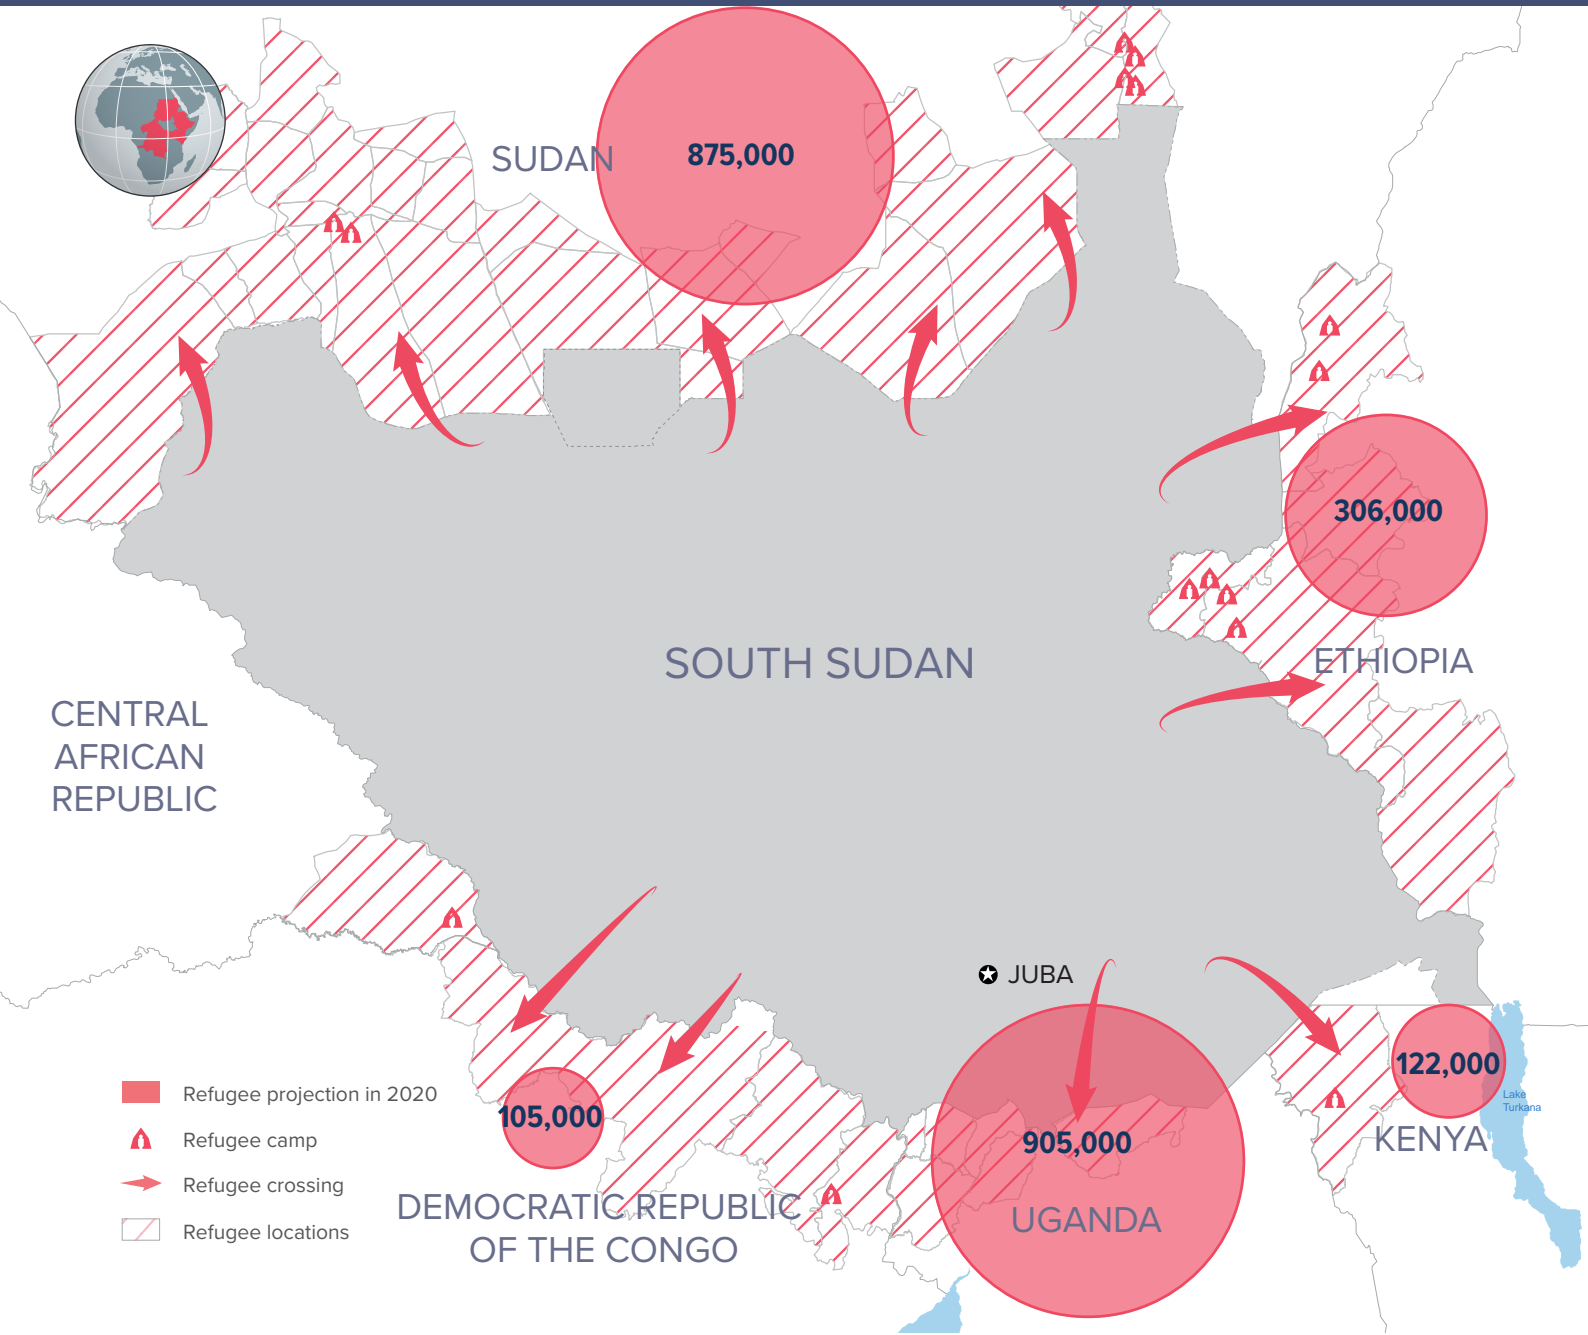 SUDAN
875,000
306,000
SOUTH SUDAN
ETHIOPIA
CENTRAL
AFRICAN
REPUBLIC
JUBA
122,000
Lake
Turkana
KENYA
105,000
905,000
UGANDA
DEMOCRATIC REPUBLIC
OF THE CONGO
Refugee projection in 2020
Refugee camp
Refugee crossing
Refugee locations